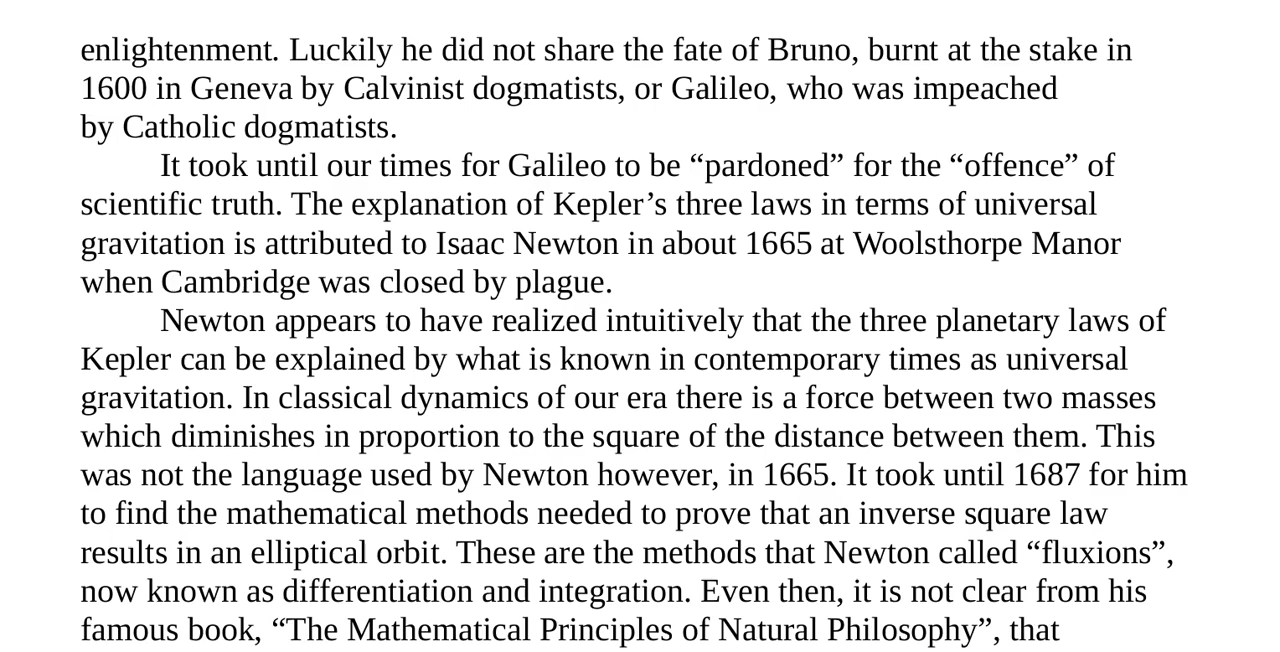 enlightenment. Luckily he did not share the fate of Bruno, burnt at the stake in
1600 in Geneva by Calvinist dogmatists, or Galileo, who was impeached
by Catholic dogmatists.
It took until our times for Galileo to be “pardoned” for the “offence” of
scientific truth. The explanation of Kepler’s three laws in terms of universal
gravitation is attributed to Isaac Newton in about 1665 at Woolsthorpe Manor
when Cambridge was closed by plague.
Newton appears to have realized intuitively that the three planetary laws of
Kepler can be explained by what is known in contemporary times as universal
gravitation. In classical dynamics of our era there is a force between two masses
which diminishes in proportion to the square of the distance between them. This
was not the language used by Newton however, in 1665. It took until 1687 for him
to find the mathematical methods needed to prove that an inverse square law
results in an elliptical orbit. These are the methods that Newton called “fluxions”,
now known as differentiation and integration. Even then, it is not clear from his
famous book, “The Mathematical Principles of Natural Philosophy”, that